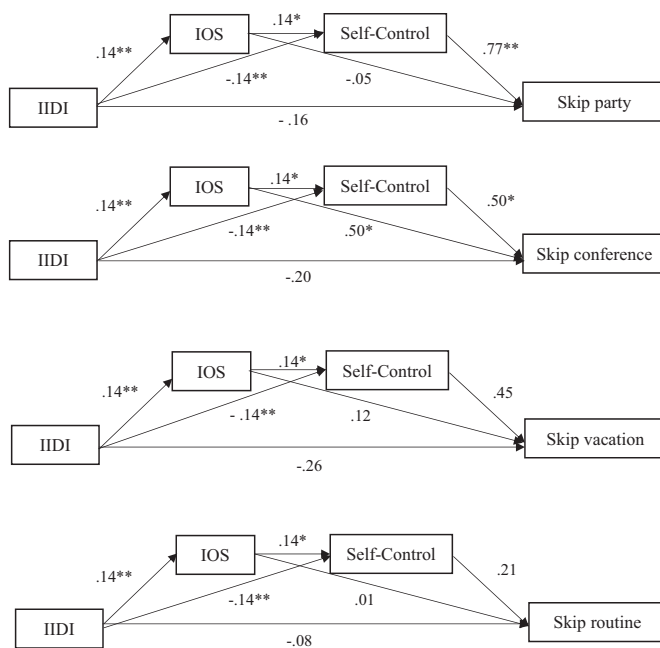 .14*
IOS
Self-Control
.14**
.77**
-.14**
-.05
IIDI
Skip party
- .16
.14*
IOS
Self-Control
.14**
.50*
-.14**
.50*
IIDI
Skip conference
-.20
.14*
IOS
Self-Control
.14**
.45
- .14**
.12
IIDI
Skip vacation
-.26
.14*
IOS
Self-Control
.14**
.21
-.14**
.01
IIDI
Skip routine
-.08